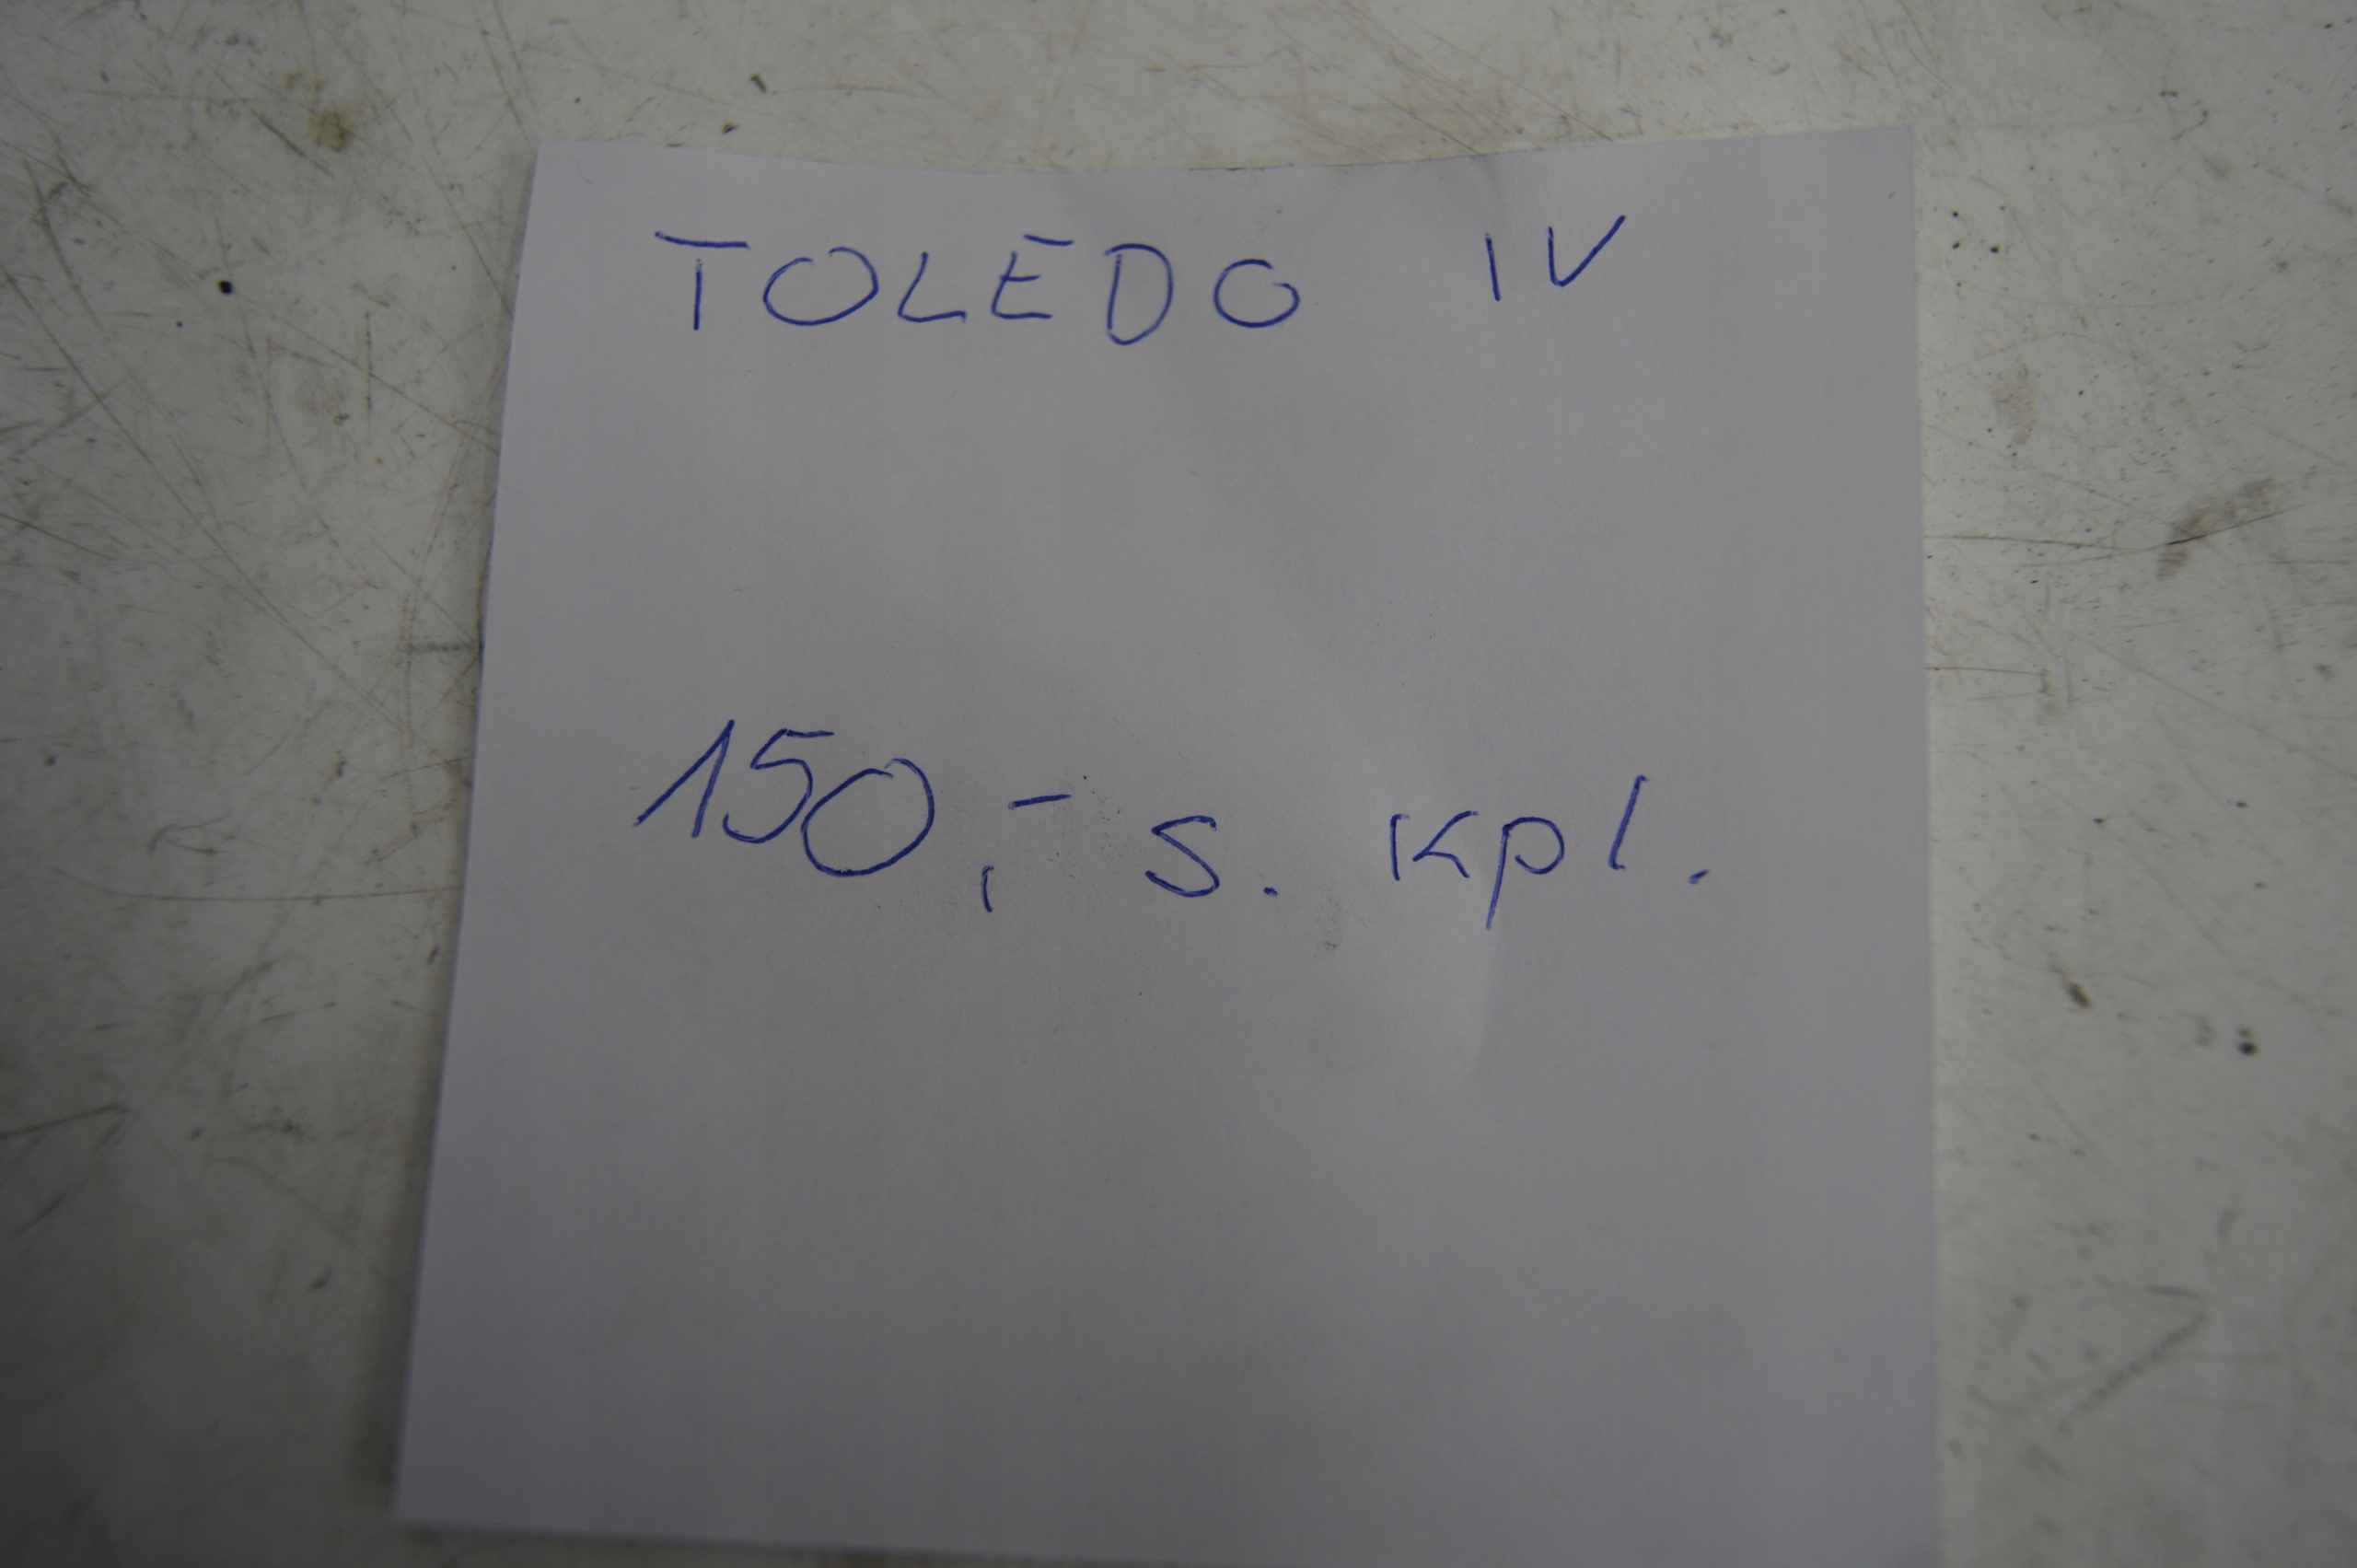 TOLEDO IV
150,- s. kpl.